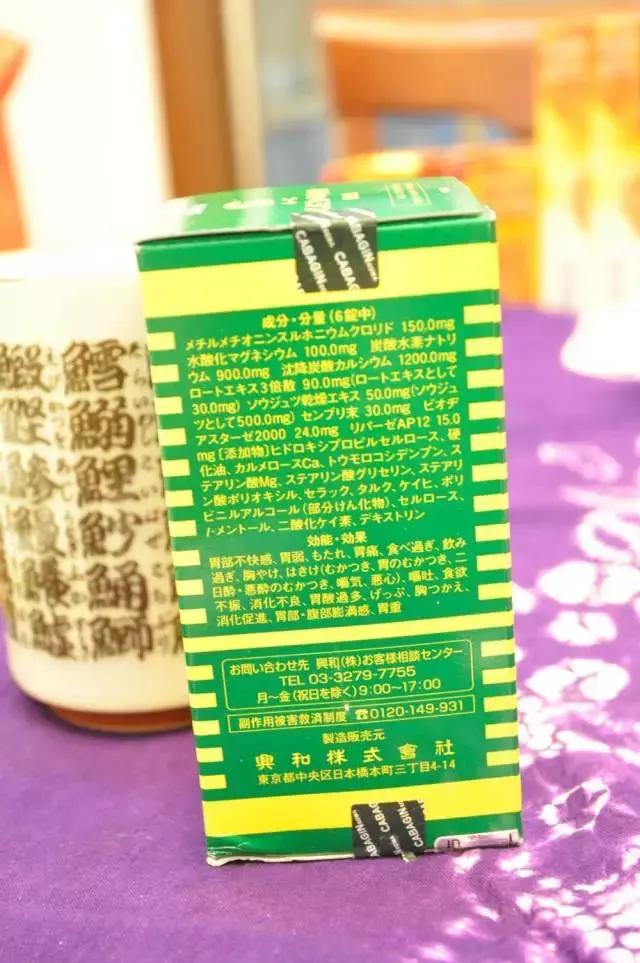 CABAGIN
成分・分量(6錠中)
メチルメチオニンスルホニウムクロリド 150.0mg
水酸化マグネシウム 100.0mg 炭酸水素ナトリ
ウム 900.0mg 沈降炭酸カルシウム 1200.0mg
ロートエキス3倍散 90.0mg(ロートエキスとして
30.0mg) ソウジュツ乾燥エキス 50.0mg(ソウジュ
ツとして500.0mg) センブリ末 30.0mg ビオヂ
アスターゼ2000 24.0mg リパーゼAP12 15.0
mg〔添加物〕ヒドロキシプロピルセルロース、硬
化油、カルメロースCa、トウモロコシデンプン、ス
テアリン酸Mg、ステアリン酸グリセリン、ステアリ
ン酸ポリオキシル、セラック、タルク、ケイヒ、ポリ
ビニルアルコール(部分けん化物)、セルロース、
l-メントール、二酸化ケイ素、デキストリン
効能・効果
胃部不快感、胃弱、もたれ、胃痛、食べ過ぎ、飲み
過ぎ、胸やけ、はきけ(むかつき、胃のむかつき、二
日酔・悪酔のむかつき、嘔気、悪心)、嘔吐、食欲
不振、消化不良、胃酸過多、げっぷ、胸つかえ、
消化促進、胃部・腹部膨満感、胃重
お問い合わせ先 興和(株)お客様相談センター
TEL 03-3279-7755
月〜金(祝日を除く)9:00〜17:00
副作用被害救済制度 ☎0120-149-931
製造販売元
興和株式會社
東京都中央区日本橋本町三丁目4-14
CABAGIN
鱈
鰯
鯉
鯒
鰤